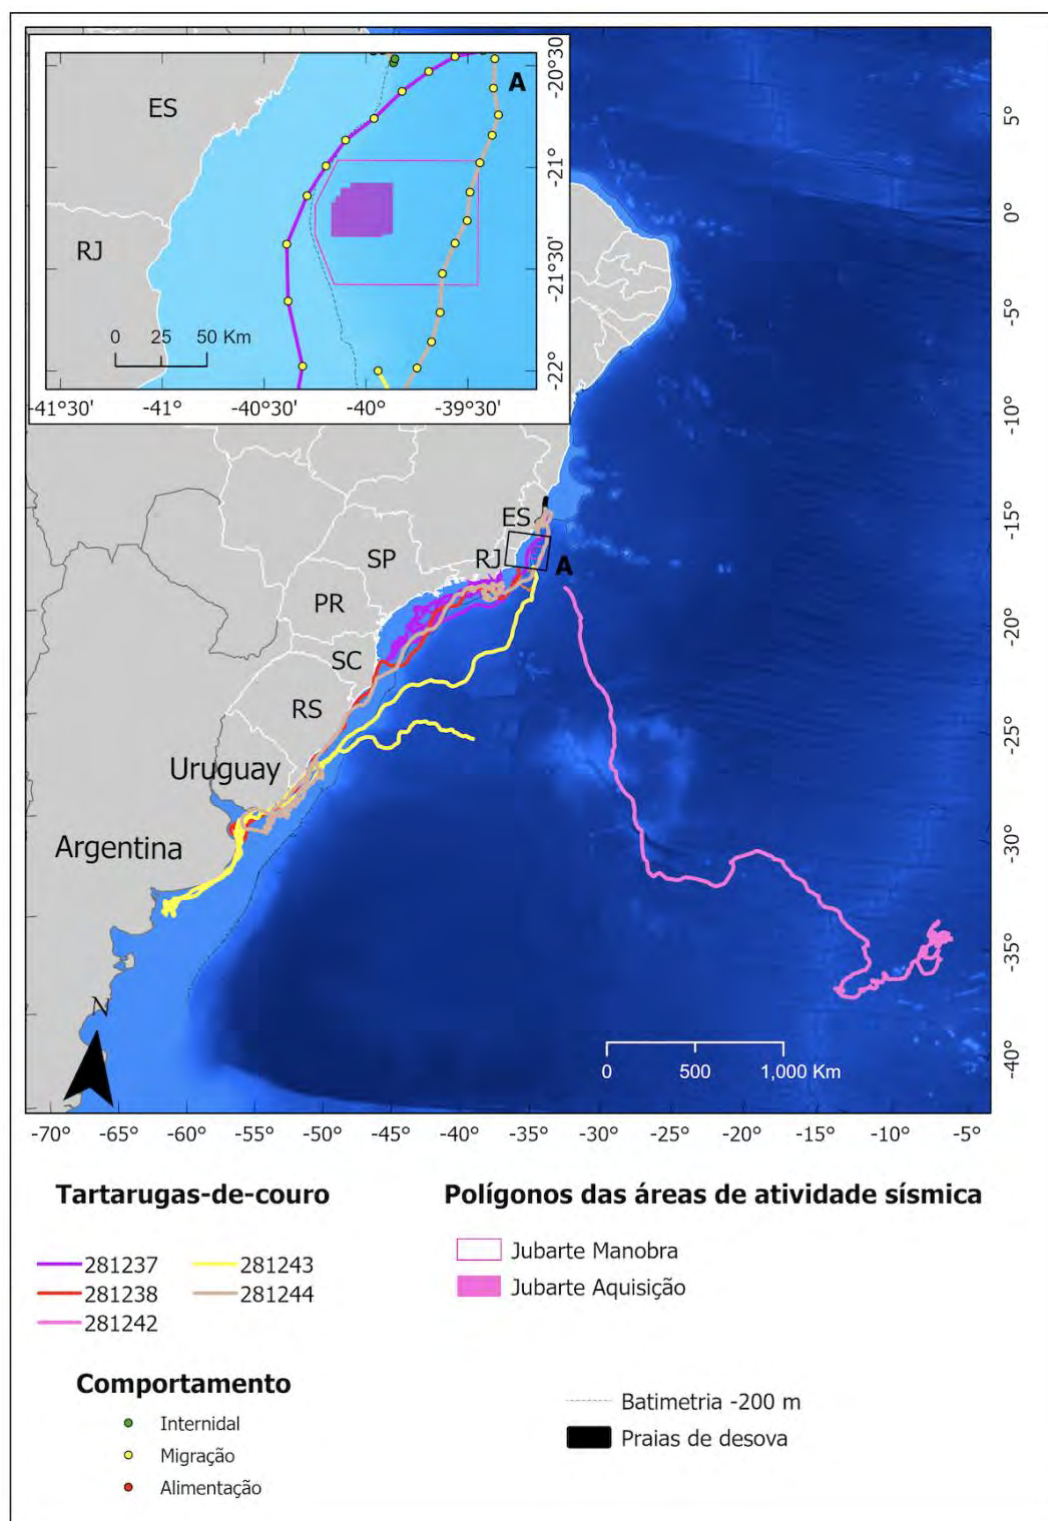 A
ES
RJ
0 25 50 Km
-20°30
-21°
-21°30'
-22°
-41°30' -41° -40°30' -40° -39°30'
5°
0°
-5°
-10°
-15°
-20°
-25°
-30°
-35°
-40°
ES
SP
RJ
A
PR
SC
RS
Uruguay
Argentina
N
0 500 1,000 Km
-70° -65° -60° -55° -50° -45° -40° -35° -30° -25° -20° -15° -10° -5°
Tartarugas-de-couro
281237 281243
281238 281244
281242
Polígonos das áreas de atividade sísmica
Jubarte Manobra
Jubarte Aquisição
Comportamento
Internidal
Migração
Alimentação
Batimetria -200 m
Praias de desova